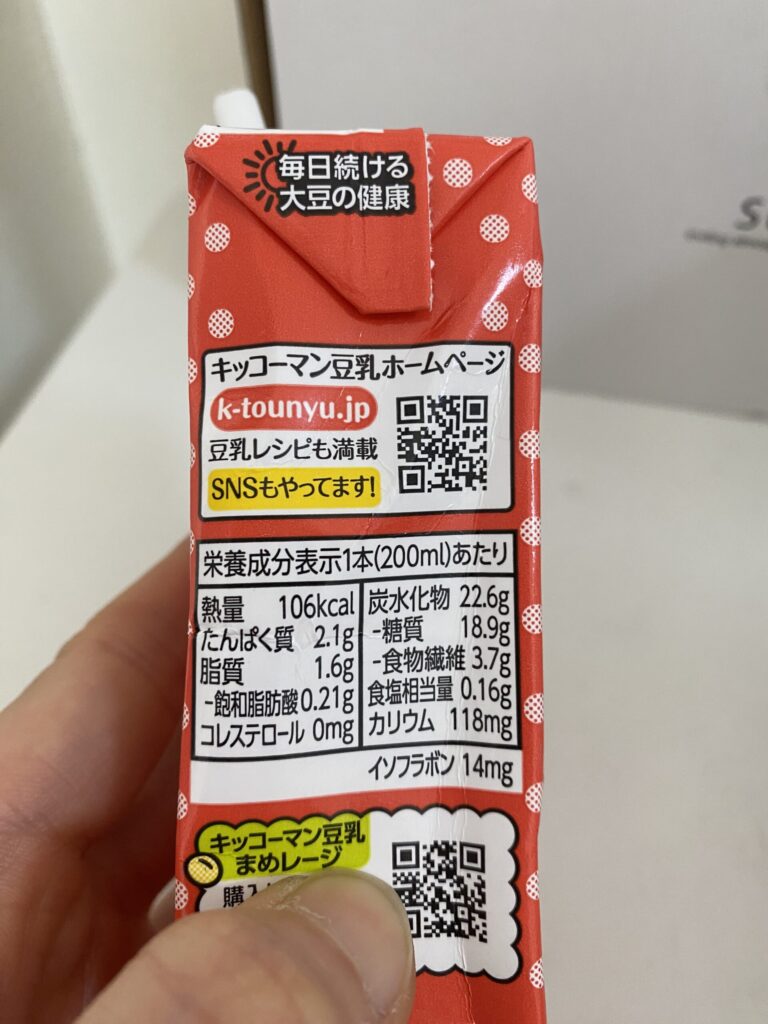 毎日続ける
大豆の健康
キッコーマン豆乳ホームページ
k-tounyu.jp
豆乳レシピも満載
SNSもやってます!
栄養成分表示1本(200ml)あたり
熱量 106kcal
たんぱく質 2.1g
脂質 1.6g
-飽和脂肪酸 0.21g
コレステロール 0mg
炭水化物 22.6g
-糖質 18.9g
-食物繊維 3.7g
食塩相当量 0.16g
カリウム 118mg
イソフラボン 14mg
キッコーマン豆乳
まめレージ
購入